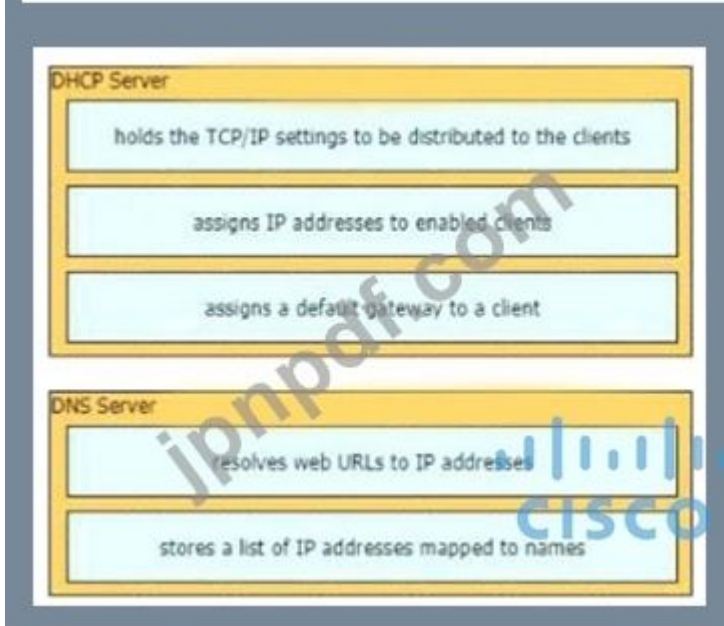 DHCP Server
holds the TCP/IP settings to be distributed to the clients
assigns IP addresses to enabled clients
assigns a default gateway to a client
DNS Server
resolves web URLs to IP addresses
stores a list of IP addresses mapped to names
jpnpdf.com
CISCO